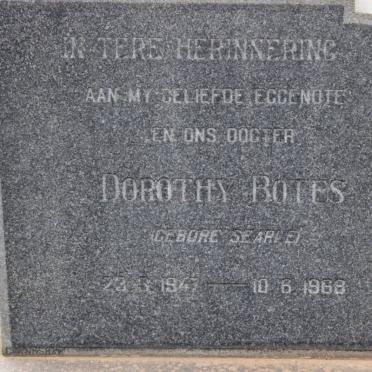 IN TERE HERINNERING
AAN MY GELIEFDE EGGENOTE
EN ONS DOGTER
DOROTHY BOTES
(GEBORE SEARLE)
1947 — 10 6 1968